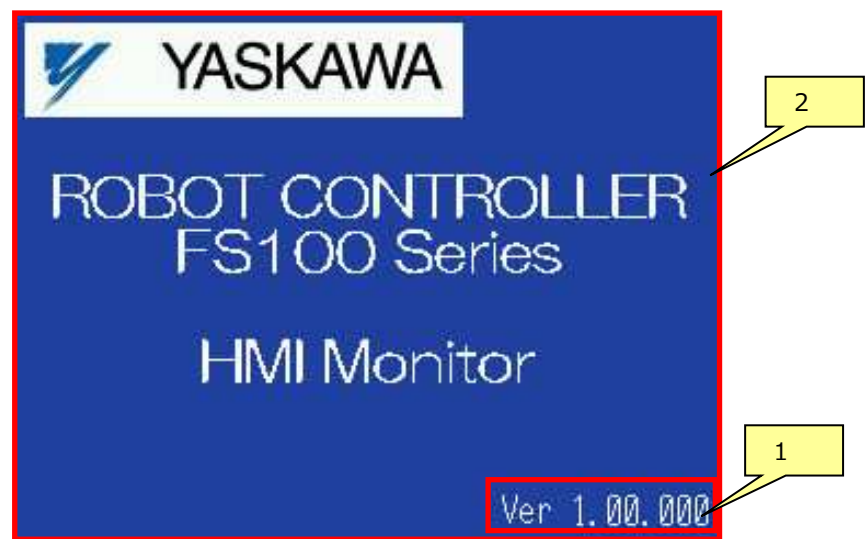 YASKAWA
2
ROBOT CONTROLLER
FS100 Series
HMI Monitor
1
Ver 1.00.000